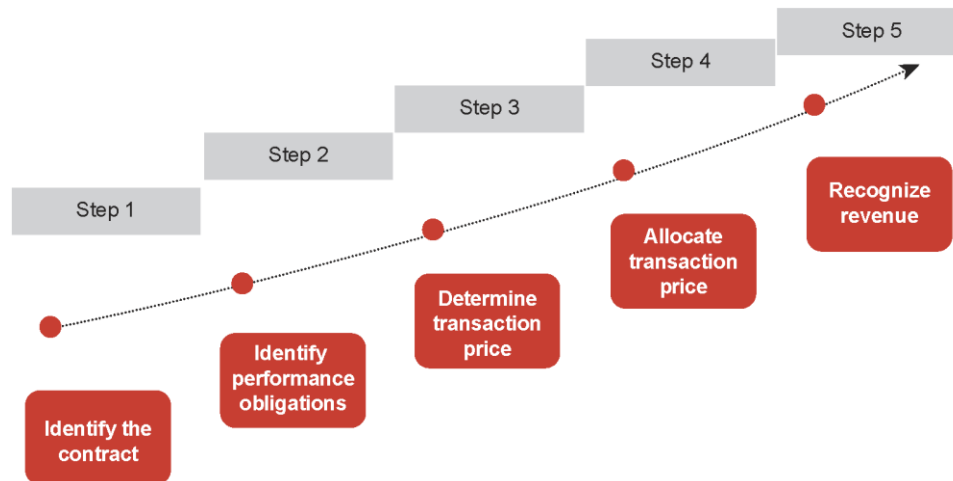 Step 1
Step 2
Step 3
Step 4
Step 5
Identify the
contract
Identify
performance
obligations
Determine
transaction
price
Allocate
transaction
price
Recognize
revenue